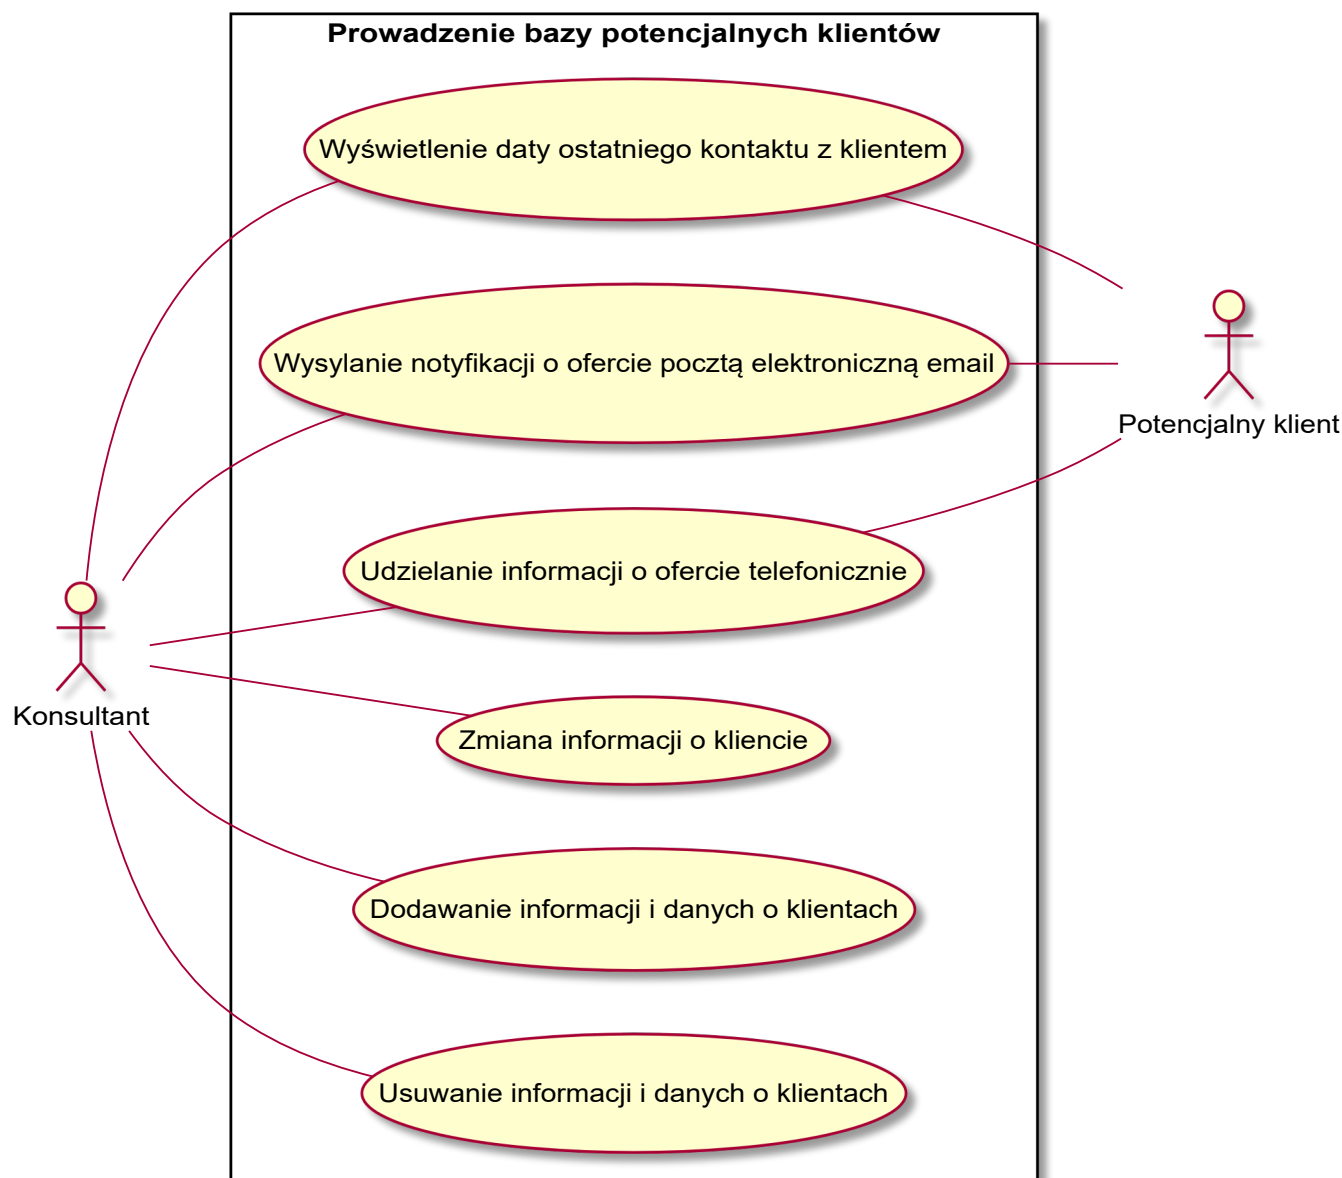 Prowadzenie bazy potencjalnych klientów
Wyświetlenie daty ostatniego kontaktu z klientem
Wysylanie notyfikacji o ofercie pocztą elektroniczną email
Potencjalny klient
Udzielanie informacji o ofercie telefonicznie
Konsultant
Zmiana informacji o kliencie
Dodawanie informacji i danych o klientach
Usuwanie informacji i danych o klientach